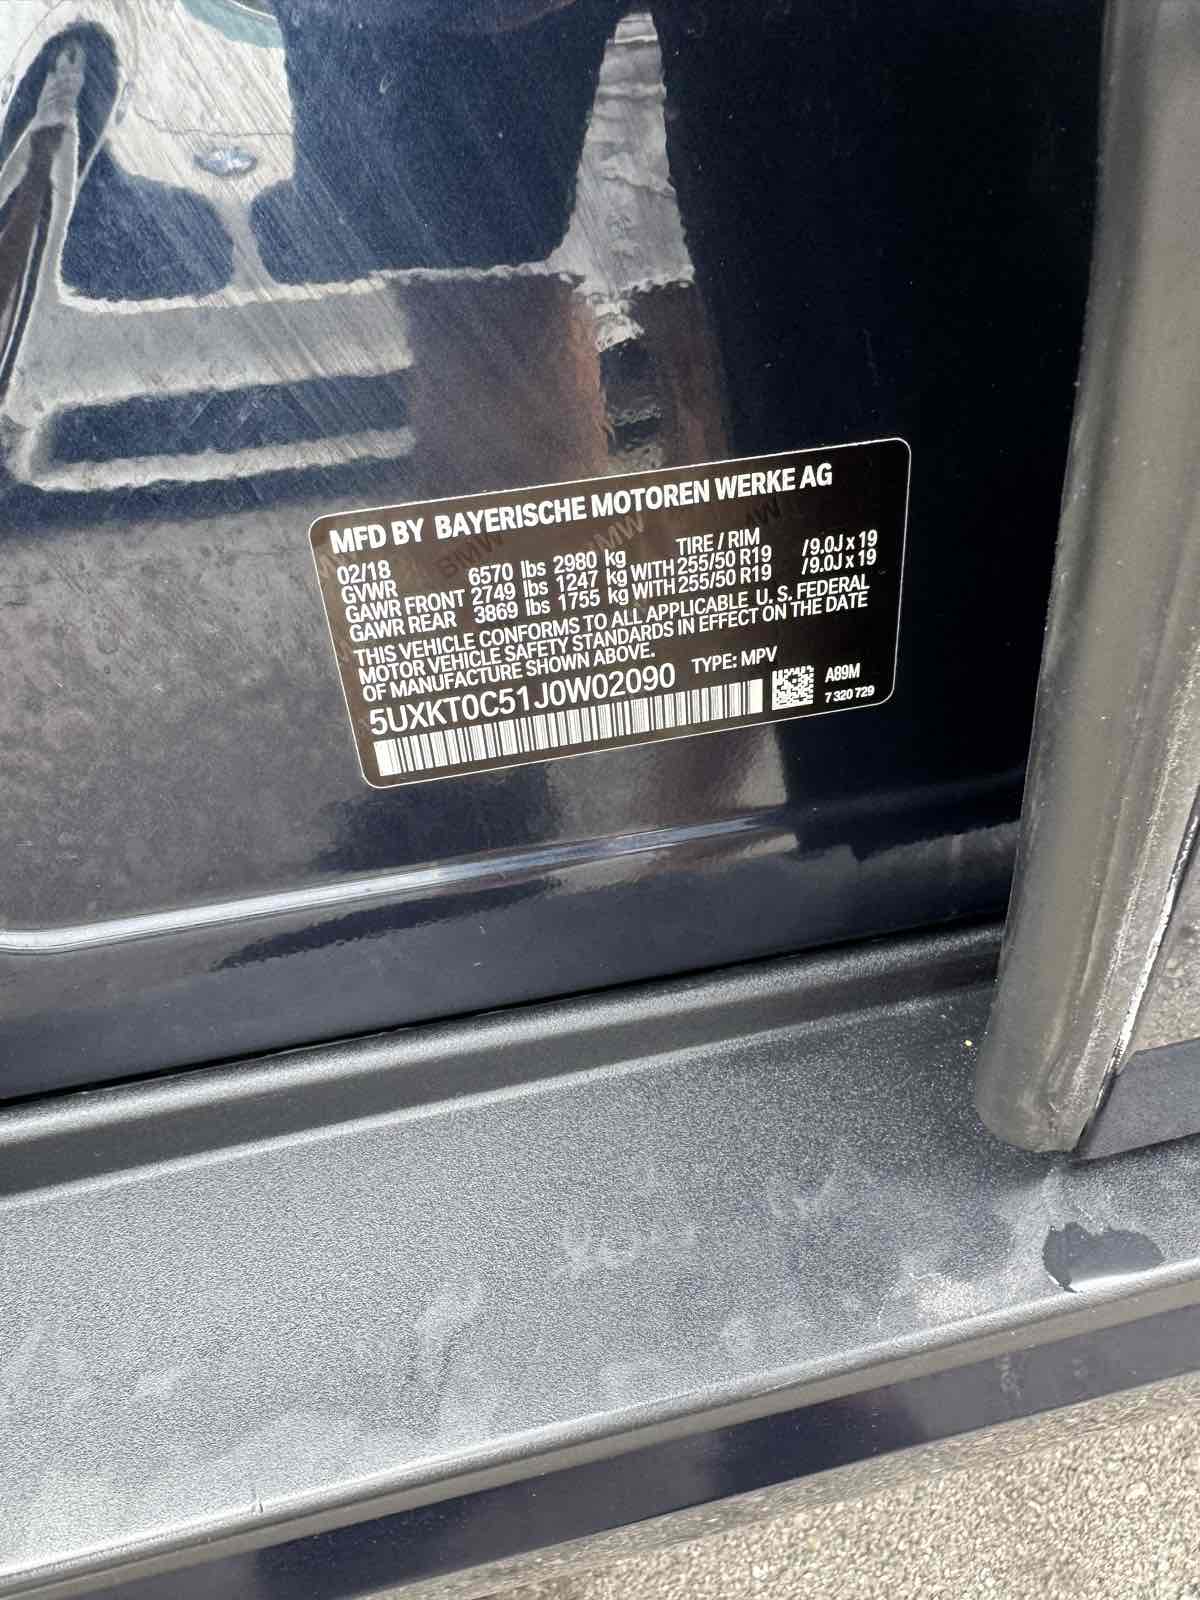 MFD BY BAYERISCHE MOTOREN WERKE AG
02/18 TIRE / RIM
GVWR 6570 lbs 2980 kg
GAWR FRONT 2749 lbs 1247 kg WITH 255/50 R19 / 9.0J x 19
GAWR REAR 3869 lbs 1755 kg WITH 255/50 R19 / 9.0J x 19
THIS VEHICLE CONFORMS TO ALL APPLICABLE U. S. FEDERAL
MOTOR VEHICLE SAFETY STANDARDS IN EFFECT ON THE DATE
OF MANUFACTURE SHOWN ABOVE.
5UXKT0C51J0W02090 TYPE: MPV
A89M
7 320 729